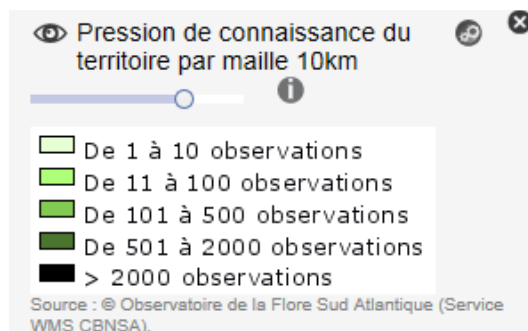 Pression de connaissance du
territoire par maille 10km
De 1 à 10 observations
De 11 à 100 observations
De 101 à 500 observations
De 501 à 2000 observations
> 2000 observations
Source : © Observatoire de la Flore Sud Atlantique (Service
WMS CBNSA).